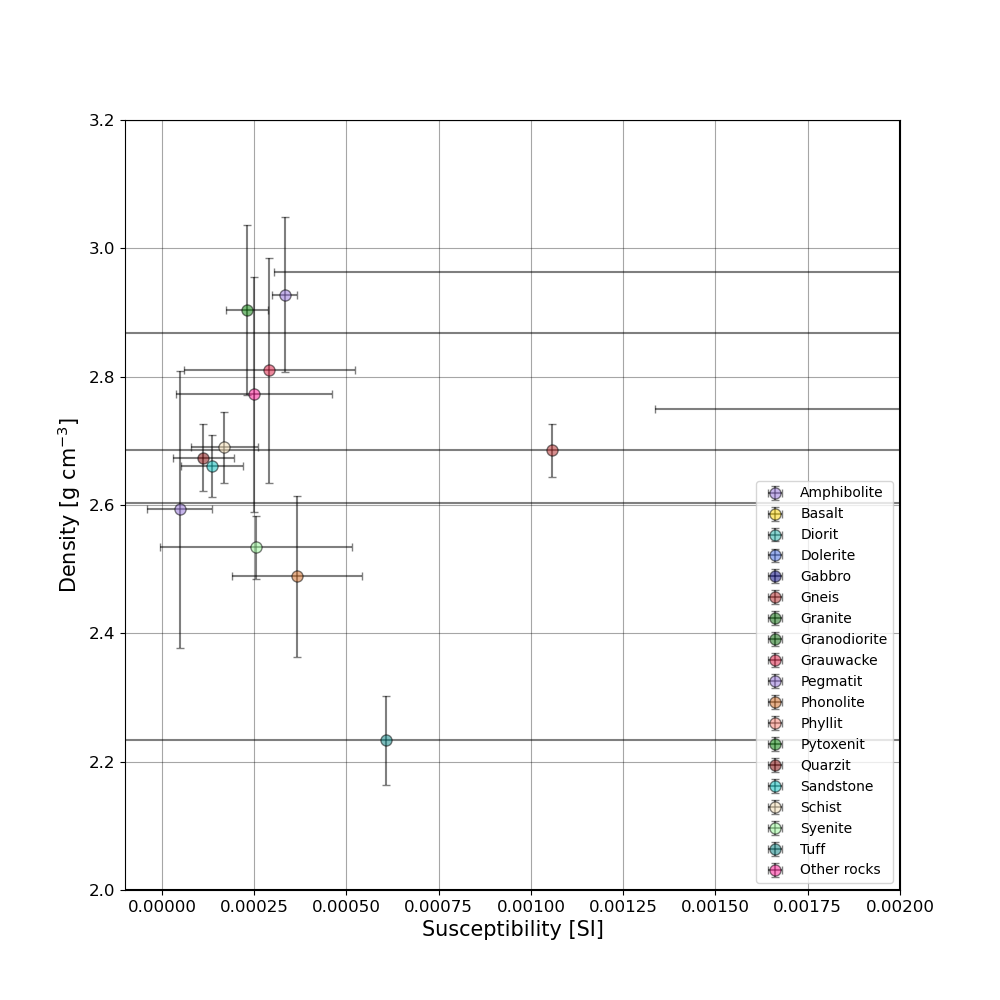 3.2
3.0
2.8
2.6
2.4
2.2
2.0
Density [g cm⁻³]
0.00000 0.00025 0.00050 0.00075 0.00100 0.00125 0.00150 0.00175 0.00200
Susceptibility [SI]
Amphibolite
Basalt
Diorit
Dolerite
Gabbro
Gneis
Granite
Granodiorite
Grauwacke
Pegmatit
Phonolite
Phyllit
Pytoxenit
Quarzit
Sandstone
Schist
Syenite
Tuff
Other rocks